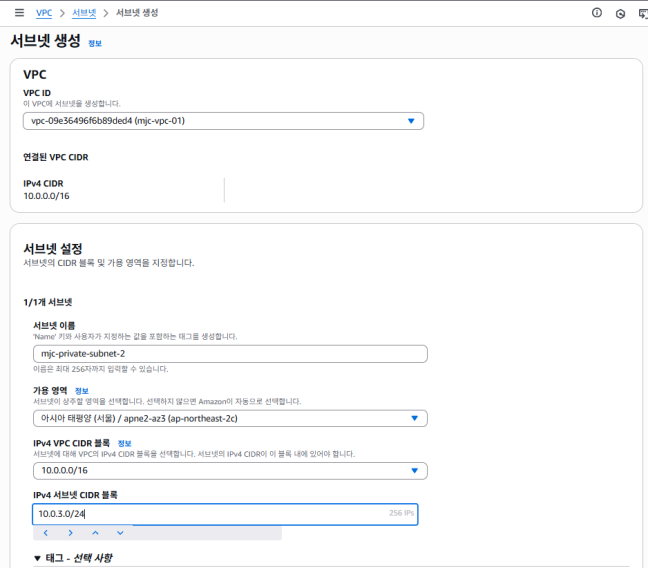 VPC > 서브넷 > 서브넷 생성
서브넷 생성 정보
VPC
VPC ID
이 VPC에 서브넷을 생성합니다.
vpc-09e36496f6b89ded4 (mjc-vpc-01)
연결된 VPC CIDR
IPv4 CIDR
10.0.0.0/16
서브넷 설정
서브넷의 CIDR 블록 및 가용 영역을 지정합니다.
1/1개 서브넷
서브넷 이름
'Name' 키와 사용자가 지정하는 값을 포함하는 태그를 생성합니다.
mjc-private-subnet-2
이름은 최대 256자까지 입력할 수 있습니다.
가용 영역 정보
서브넷이 상주할 영역을 선택합니다. 선택하지 않으면 Amazon이 자동으로 선택합니다.
아시아 태평양 (서울) / apne2-az3 (ap-northeast-2c)
IPv4 VPC CIDR 블록 정보
서브넷에 대해 VPC의 IPv4 CIDR 블록을 선택합니다. 서브넷의 IPv4 CIDR이 이 블록 내에 있어야 합니다.
10.0.0.0/16
IPv4 서브넷 CIDR 블록
10.0.3.0/24 256 IPs
태그 - 선택 사항